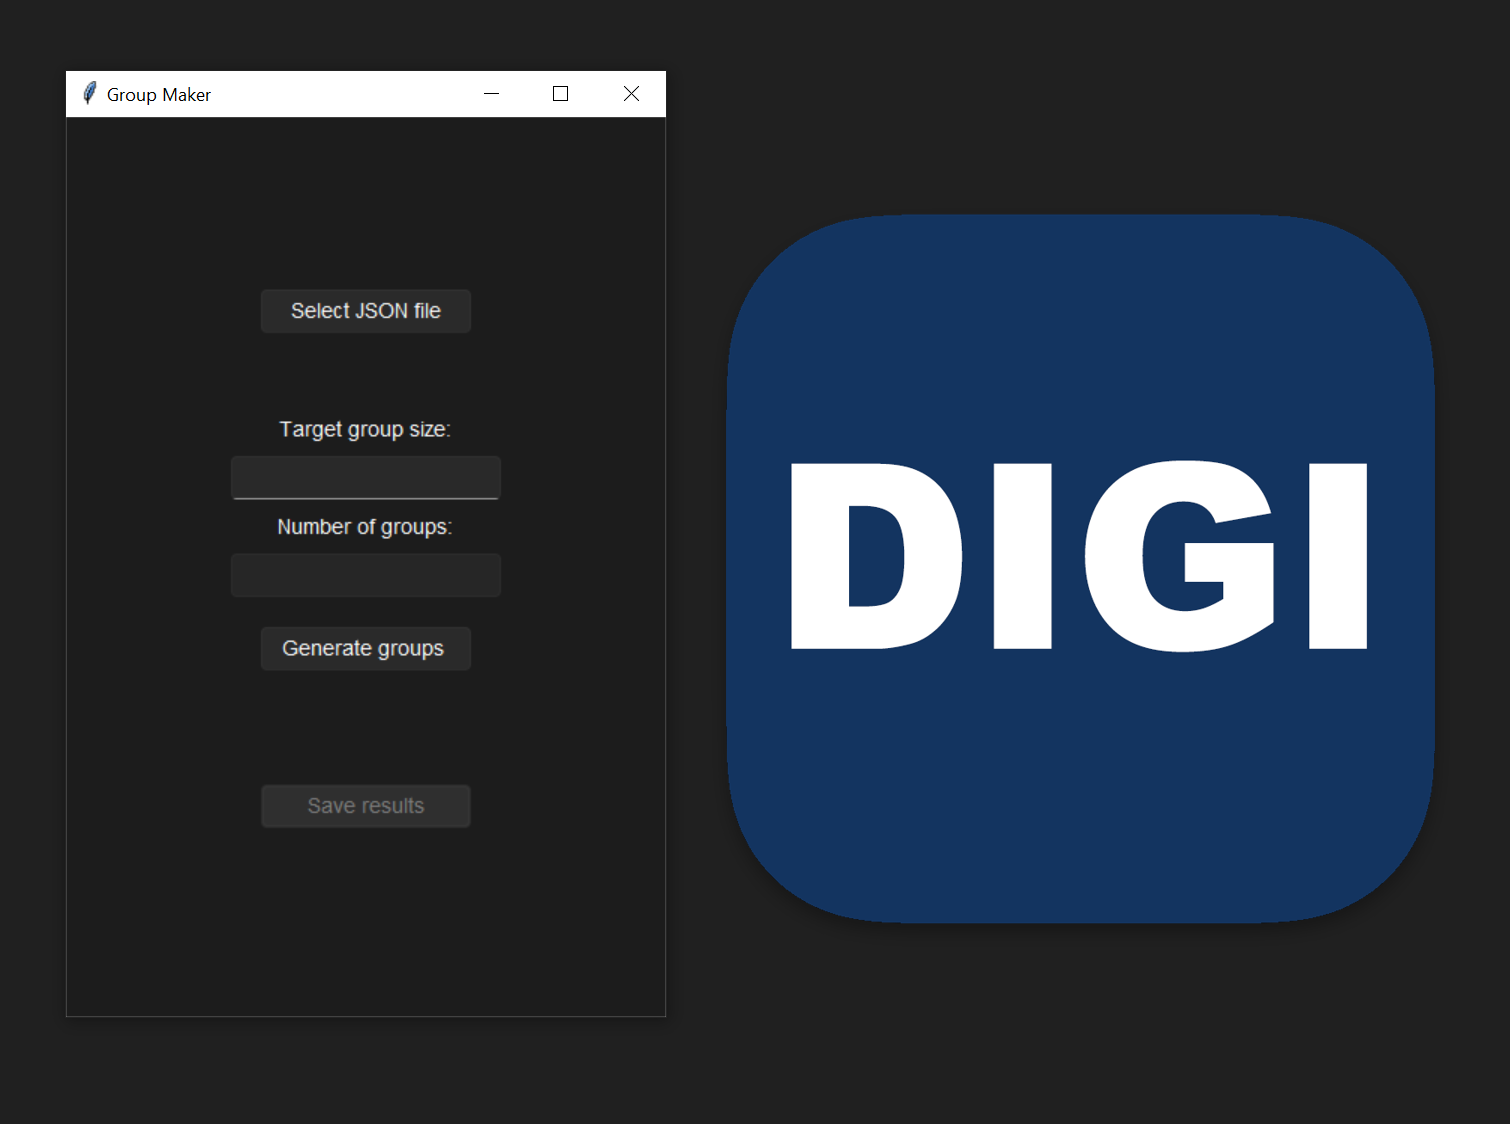 Group Maker
Select JSON file
Target group size:
Number of groups:
Generate groups
Save results
DIGI